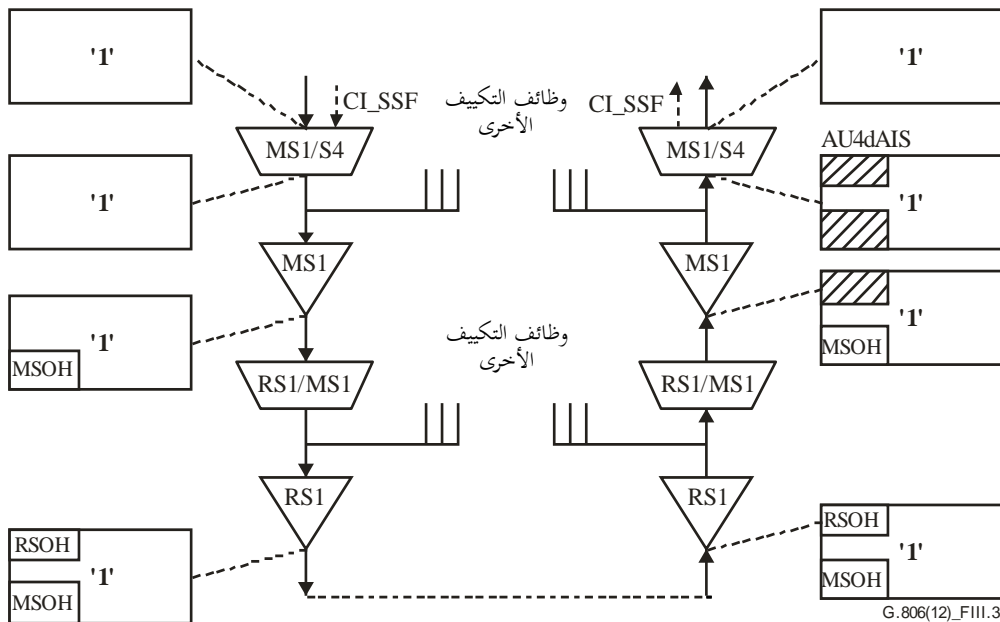 '1'
'1'
CI_SSF
وظائف التكييف
الأخرى
CI_SSF
MS1/S4
MS1/S4
AU4dAIS
'1'
'1'
MS1
MS1
'1'
MSOH
'1'
MSOH
وظائف التكييف
الأخرى
RS1/MS1
RS1/MS1
RS1
RS1
RSOH
'1'
MSOH
RSOH
'1'
MSOH
G.806(12)_FIII.3